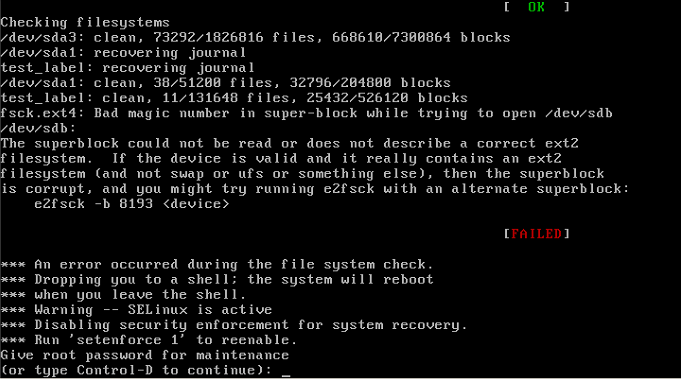 [  OK  ]
Checking filesystems
/dev/sda3: clean, 73292/1826816 files, 668610/7300864 blocks
/dev/sda1: recovering journal
test_label: recovering journal
/dev/sda1: clean, 38/51200 files, 32796/204800 blocks
test_label: clean, 11/131648 files, 25432/526120 blocks
fsck.ext4: Bad magic number in super-block while trying to open /dev/sdb
/dev/sdb:
The superblock could not be read or does not describe a correct ext2
filesystem.  If the device is valid and it really contains an ext2
filesystem (and not swap or ufs or something else), then the superblock
is corrupt, and you might try running e2fsck with an alternate superblock:
    e2fsck -b 8193 <device>
[FAILED]
*** An error occurred during the file system check.
*** Dropping you to a shell; the system will reboot
*** when you leave the shell.
*** Warning -- SELinux is active
*** Disabling security enforcement for system recovery.
*** Run 'setenforce 1' to reenable.
Give root password for maintenance
(or type Control-D to continue): _